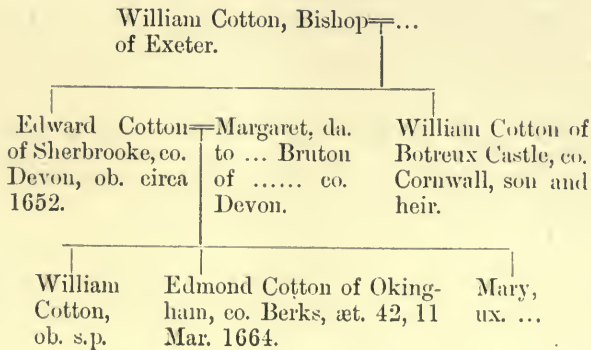 William Cotton, Bishop=...
of Exeter.
Edward Cotton=Margaret, da.
of Sherbrooke, co. to ... Bruton
Devon, ob. circa of ...... co.
1652. Devon.
William Cotton of
Botreux Castle, co.
Cornwall, son and
heir.
William
Cotton,
ob. s.p.
Edmond Cotton of Oking-
ham, co. Berks, æt. 42, 11
Mar. 1664.
Mary,
ux. ...